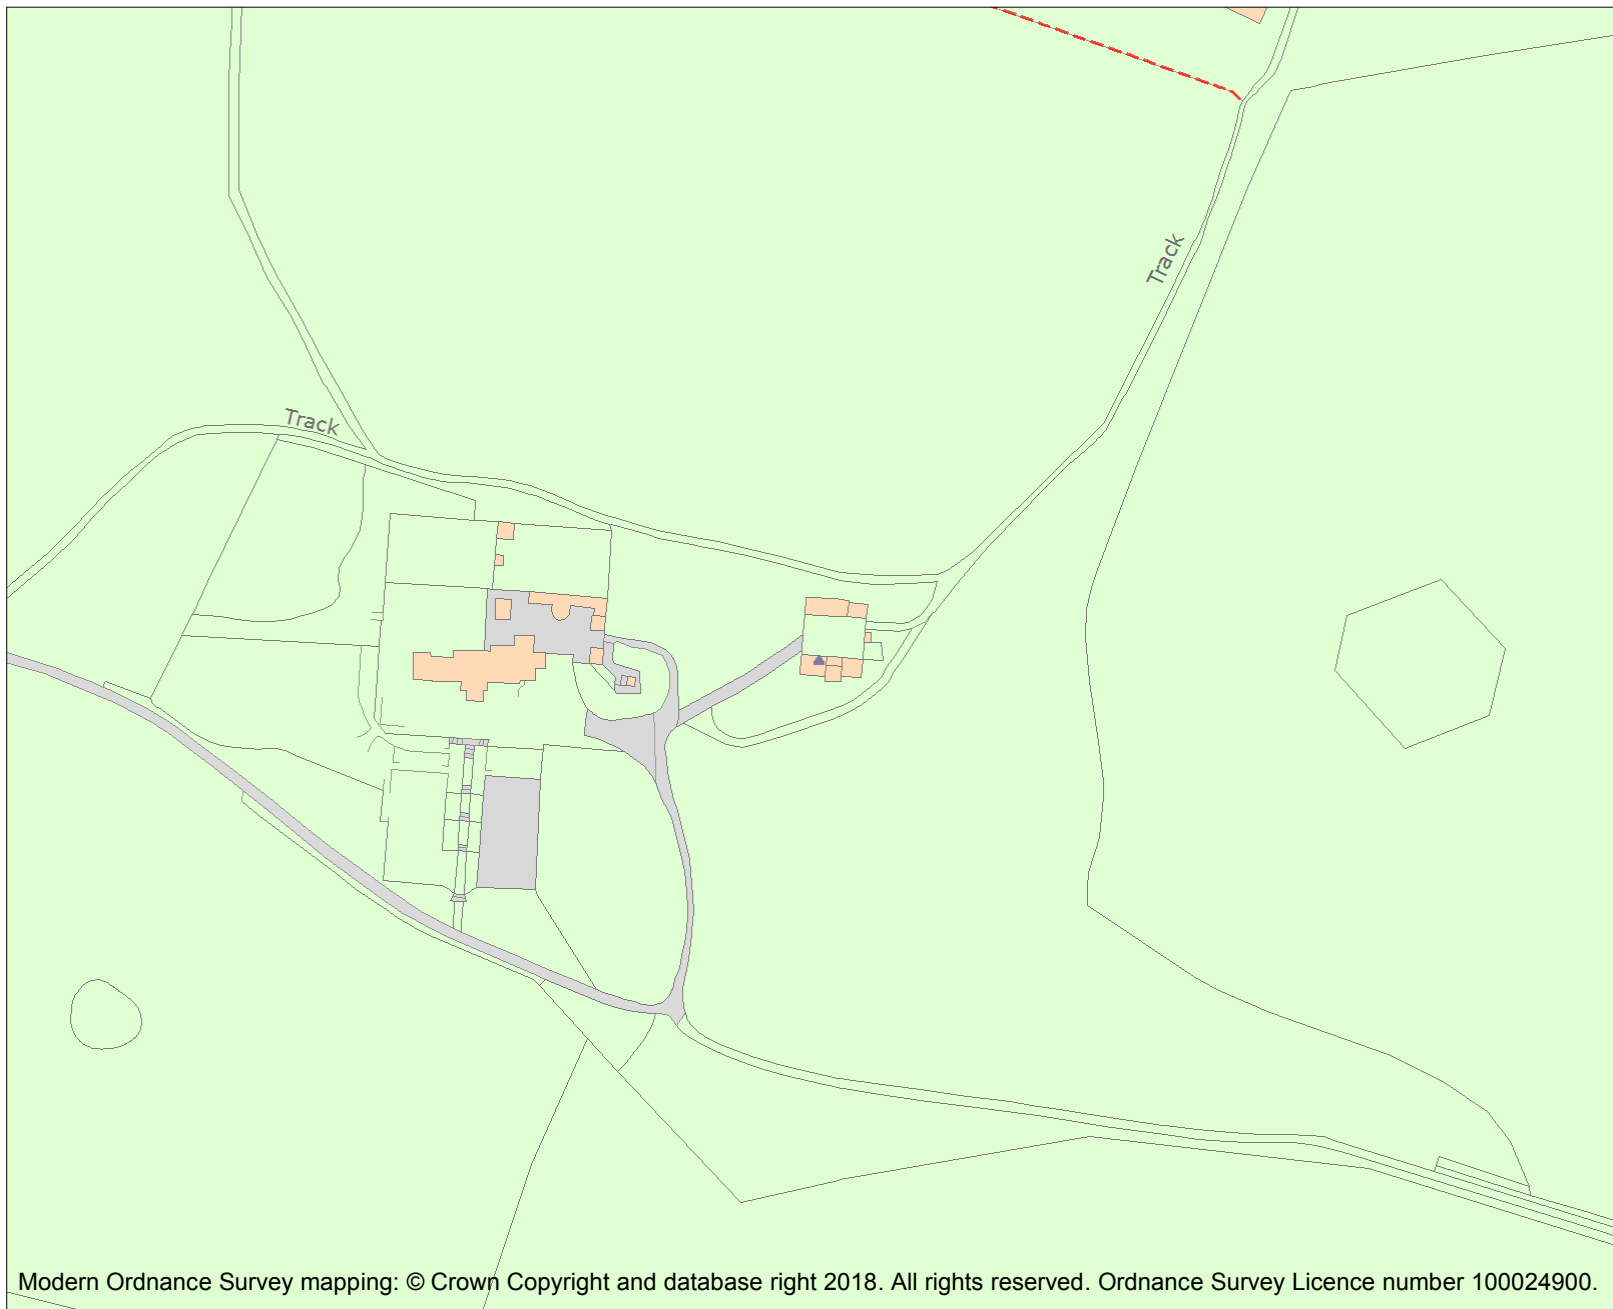 Track
Track
Modern Ordnance Survey mapping: © Crown Copyright and database right 2018. All rights reserved. Ordnance Survey Licence number 100024900.